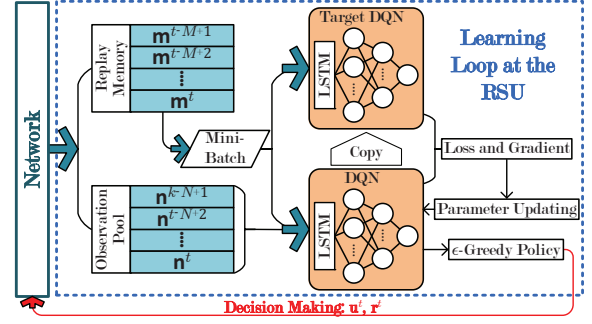 Network
Replay
Memory
m^{t-M+1}
m^{t-M+2}
⋮
m^t
Mini-
Batch
Observation
Pool
n^{k-N+1}
n^{t-N+2}
⋮
n^t
Target DQN
LSTM
Copy
DQN
LSTM
Learning
Loop at the
RSU
Loss and Gradient
Parameter Updating
ϵ-Greedy Policy
Decision Making: u^t, r^t